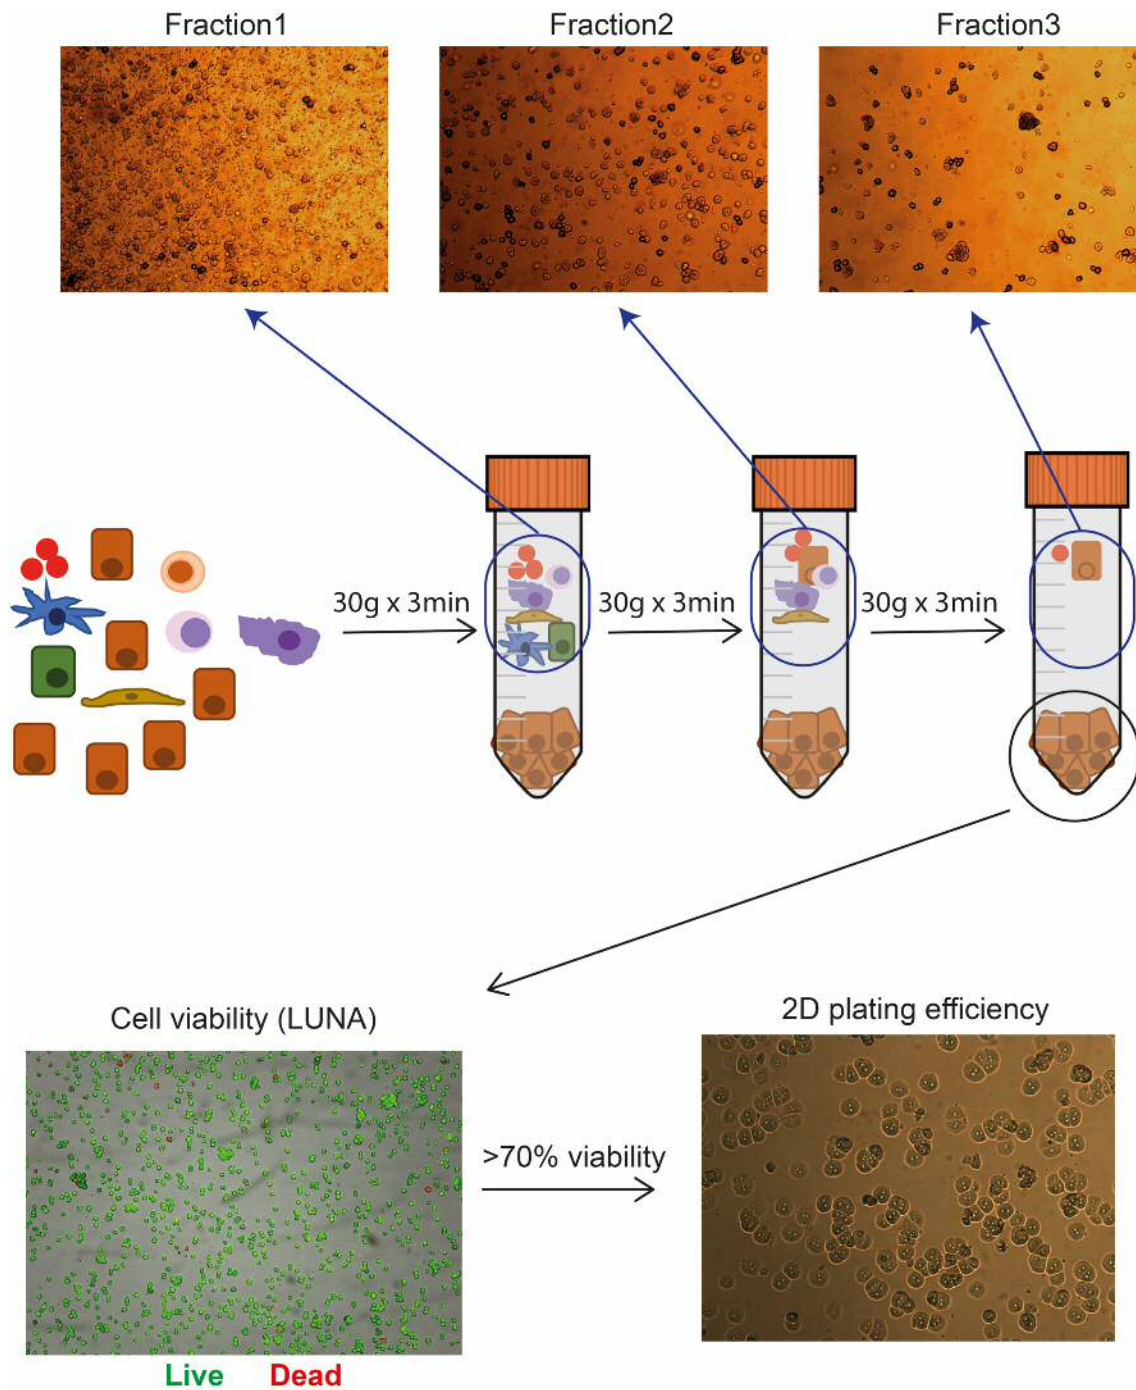 Fraction1
Fraction2
Fraction3
30g x 3min
30g x 3min
30g x 3min
Cell viability (LUNA)
2D plating efficiency
>70% viability
Live Dead